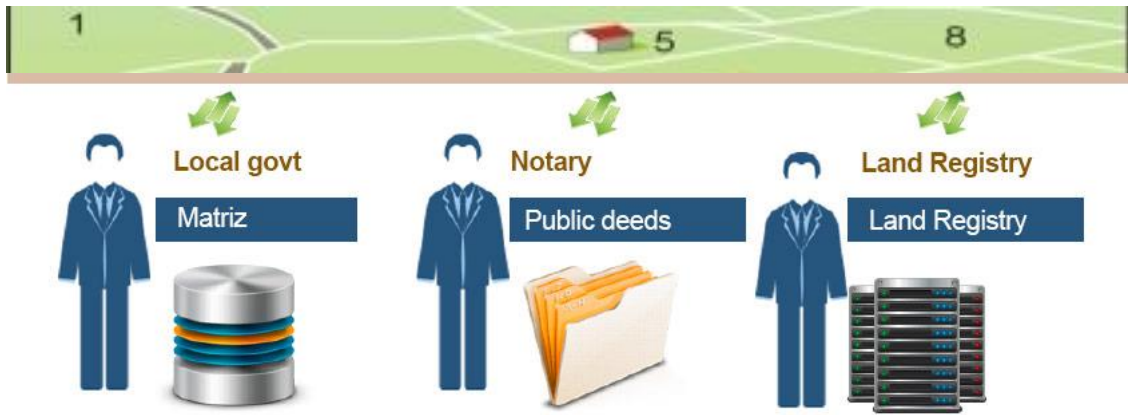 1
5
8
Local govt
Notary
Land Registry
Matriz
Public deeds
Land Registry